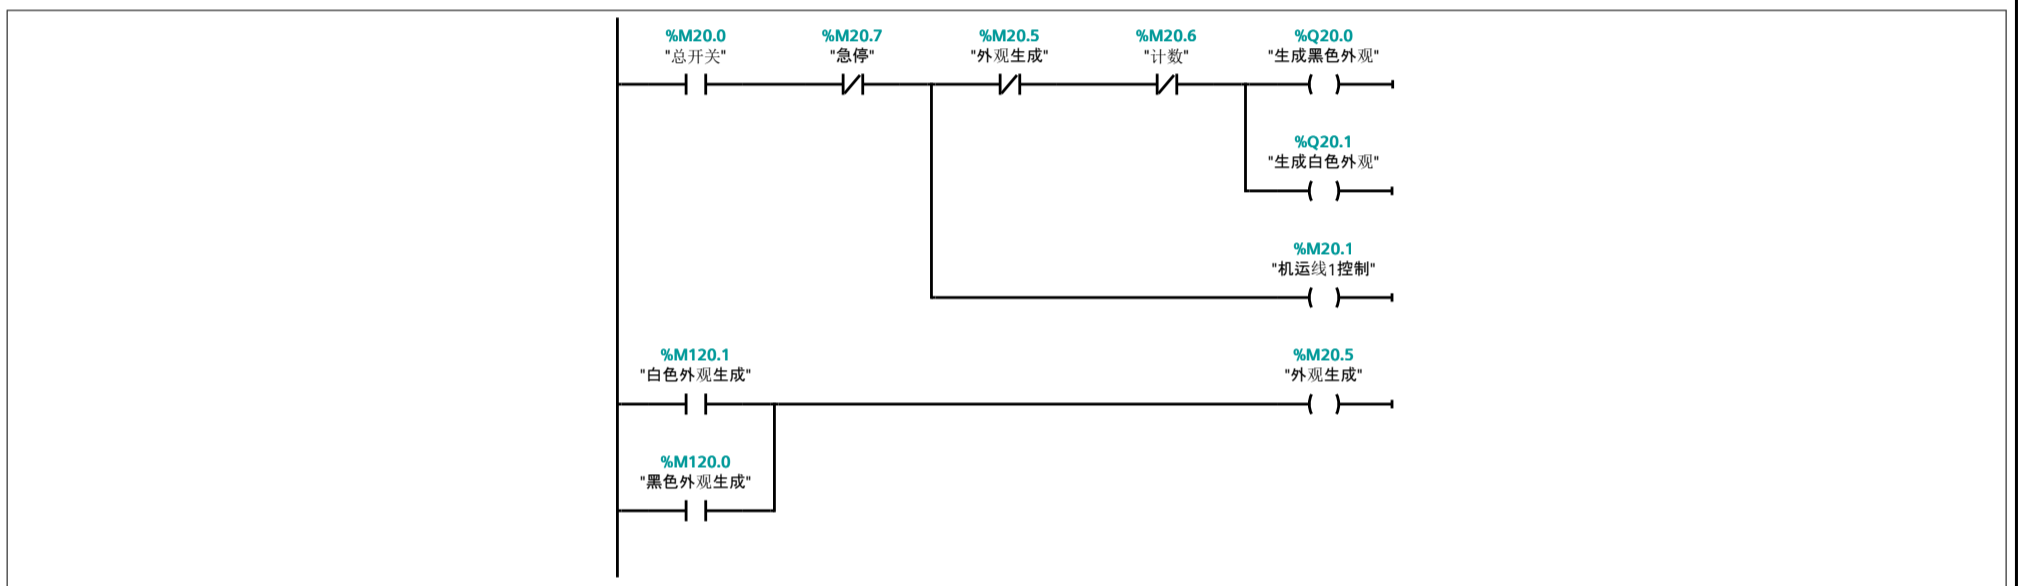 %M20.0
"总开关"
%M20.7
"急停"
%M20.5
"外观生成"
%M20.6
"计数"
%Q20.0
"生成黑色外观"
%Q20.1
"生成白色外观"
%M20.1
"机运线1控制"
%M120.1
"白色外观生成"
%M20.5
"外观生成"
%M120.0
"黑色外观生成"